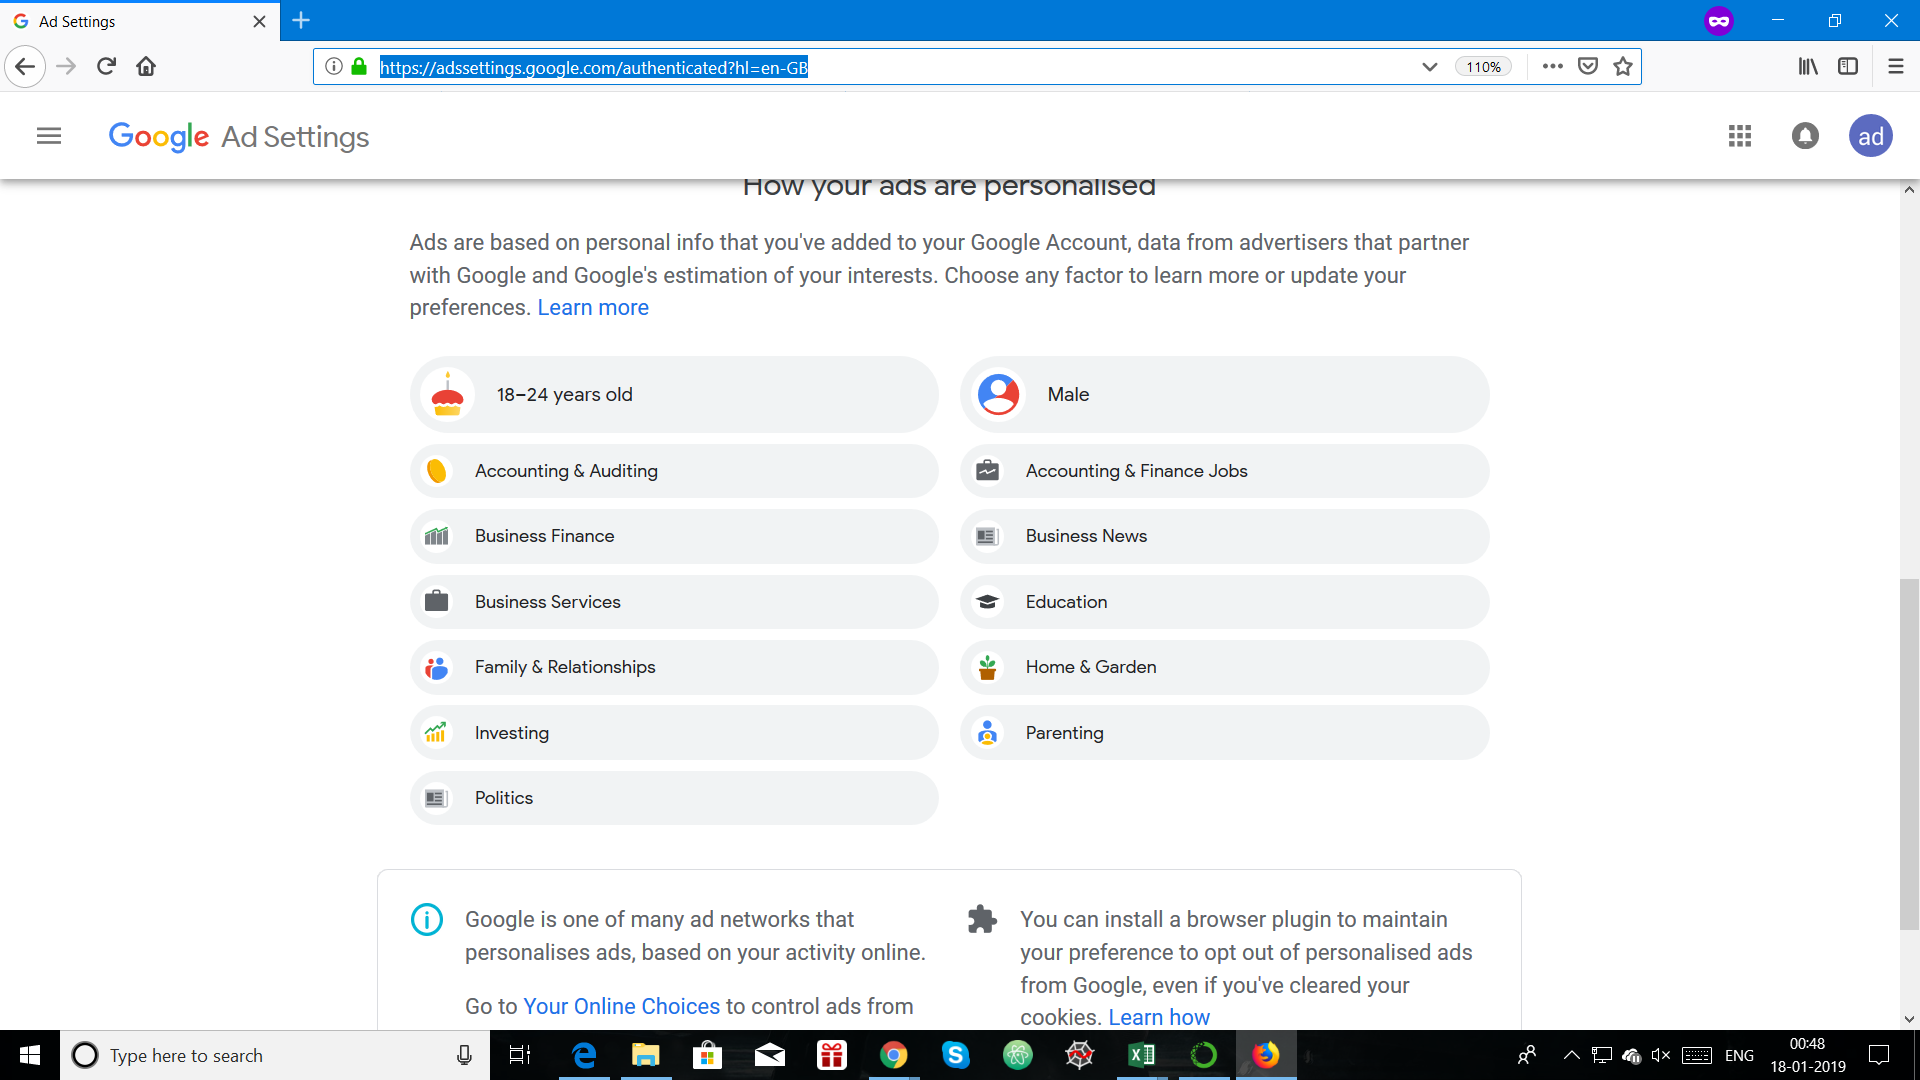 Ad Settings
https://adssettings.google.com/authenticated?hl=en-GB
110%
Google Ad Settings
ad
How your ads are personalised
Ads are based on personal info that you've added to your Google Account, data from advertisers that partner
with Google and Google's estimation of your interests. Choose any factor to learn more or update your
preferences. Learn more
18–24 years old
Male
Accounting & Auditing
Accounting & Finance Jobs
Business Finance
Business News
Business Services
Education
Family & Relationships
Home & Garden
Investing
Parenting
Politics
Google is one of many ad networks that
personalises ads, based on your activity online.
Go to Your Online Choices to control ads from
You can install a browser plugin to maintain
your preference to opt out of personalised ads
from Google, even if you've cleared your
cookies. Learn how
Type here to search
ENG
00:48
18-01-2019